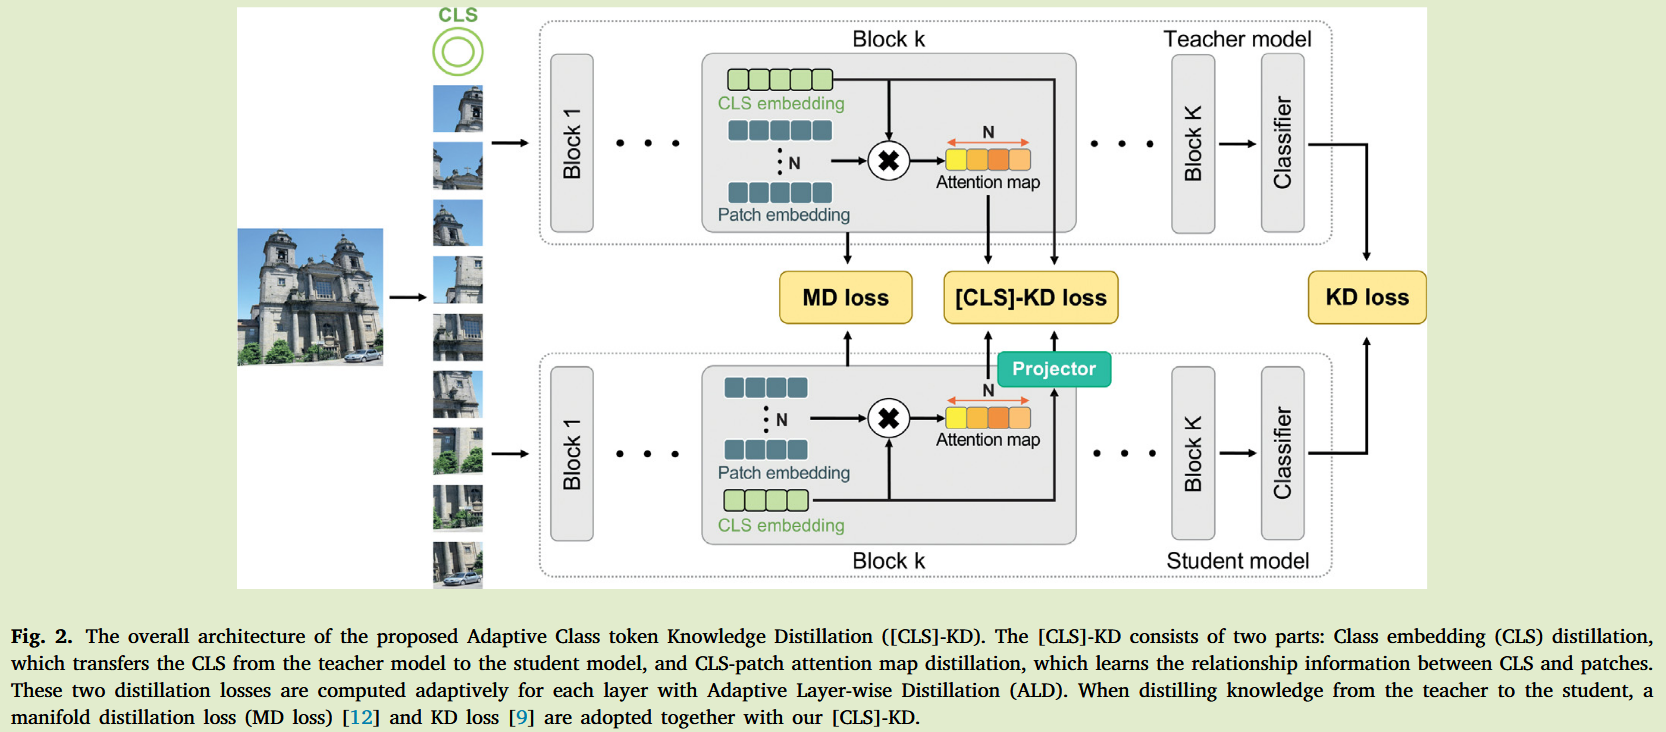 CLS
Block k
Teacher model
Block 1
CLS embedding
N
Patch embedding
N
Attention map
Block K
Classifier
MD loss
[CLS]-KD loss
KD loss
Projector
Block 1
N
Patch embedding
CLS embedding
N
Attention map
Block K
Classifier
Block k
Student model
Fig. 2. The overall architecture of the proposed Adaptive Class token Knowledge Distillation ([CLS]-KD). The [CLS]-KD consists of two parts: Class embedding (CLS) distillation,
which transfers the CLS from the teacher model to the student model, and CLS-patch attention map distillation, which learns the relationship information between CLS and patches.
These two distillation losses are computed adaptively for each layer with Adaptive Layer-wise Distillation (ALD). When distilling knowledge from the teacher to the student, a
manifold distillation loss (MD loss) [12] and KD loss [9] are adopted together with our [CLS]-KD.